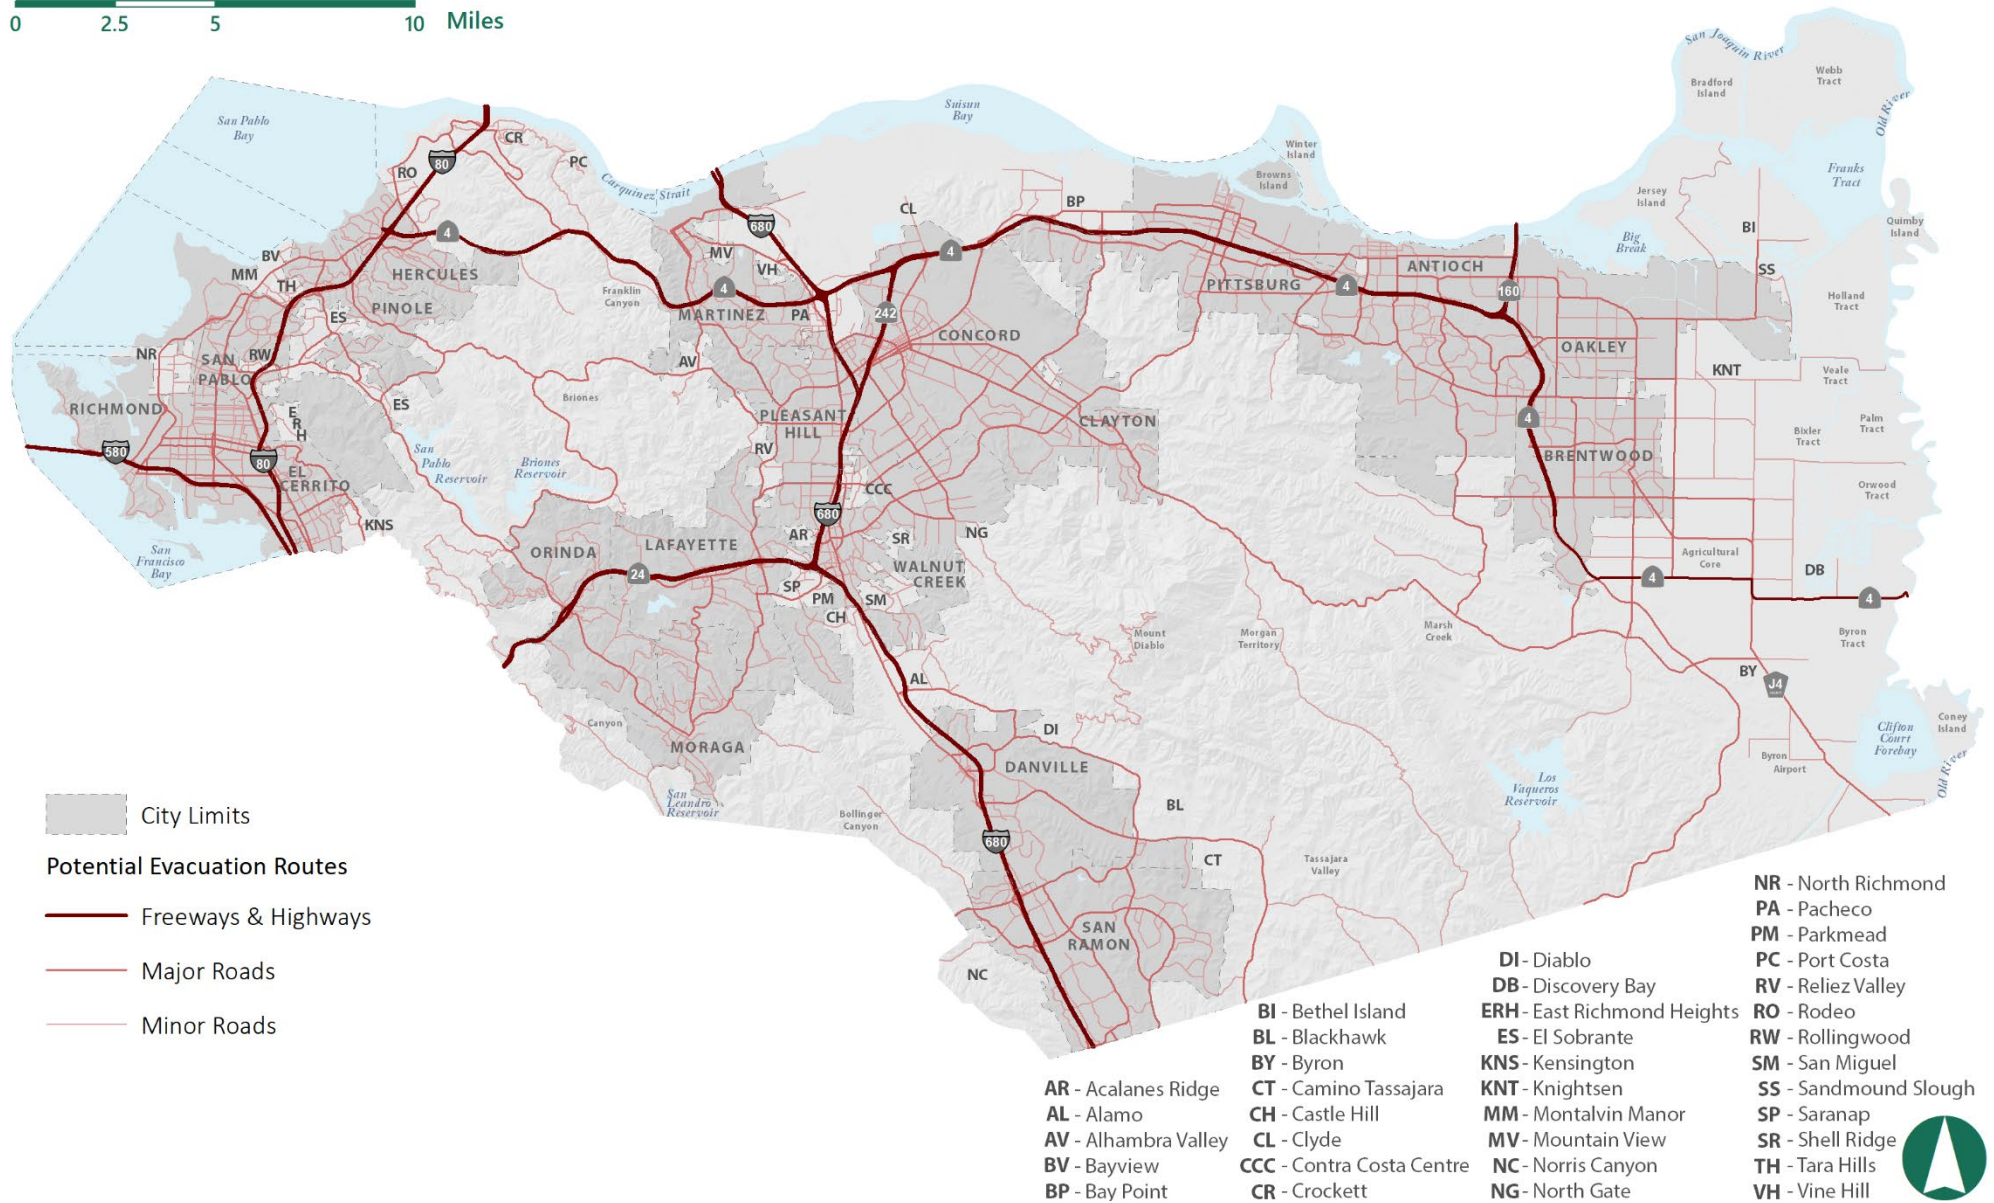 0 2.5 5 10 Miles
San Pablo
Bay
Suisun
Bay
San Joaquin River
Webb
Tract
Bradford
Island
Old River
Franks
Tract
Winter
Island
Browns
Island
Jersey
Island
Quimby
Island
Big
Break
Carquinez Strait
CR
PC
RO
80
4
BV
MM
TH
HERCULES
PINOLE
ES
Franklin
Canyon
680
MV
VH
4
MARTINEZ
PA
CL
4
BP
242
CONCORD
PITTSBURG
4
ANTIOCH
160
BI
SS
Holland
Tract
OAKLEY
KNT
Veale
Tract
NR
SAN
PABLO
RW
RICHMOND
E
R
H
ES
AV
Briones
PLEASANT
HILL
CLAYTON
4
Palm
Tract
Bixler
Tract
580
80
EL
CERRITO
San
Pablo
Reservoir
Briones
Reservoir
RV
CCC
BRENTWOOD
Orwood
Tract
KNS
San
Francisco
Bay
680
ORINDA
LAFAYETTE
AR
SR
NG
WALNUT
CREEK
24
SP
PM
SM
CH
Agricultural
Core
DB
4
4
Mount
Diablo
Morgan
Territory
Marsh
Creek
Byron
Tract
AL
BY
J4
Canyon
MORAGA
DI
DANVILLE
Clifton
Court
Forebay
Coney
Island
Byron
Airport
Old River
San
Leandro
Reservoir
Bollinger
Canyon
BL
Los
Vaqueros
Reservoir
680
CT
Tassajara
Valley
SAN
RAMON
NC
City Limits
Potential Evacuation Routes
Freeways & Highways
Major Roads
Minor Roads
AR - Acalanes Ridge
AL - Alamo
AV - Alhambra Valley
BV - Bayview
BP - Bay Point
BI - Bethel Island
BL - Blackhawk
BY - Byron
CT - Camino Tassajara
CH - Castle Hill
CL - Clyde
CCC - Contra Costa Centre
CR - Crockett
DI - Diablo
DB - Discovery Bay
ERH - East Richmond Heights
ES - El Sobrante
KNS - Kensington
KNT - Knightsen
MM - Montalvin Manor
MV - Mountain View
NC - Norris Canyon
NG - North Gate
NR - North Richmond
PA - Pacheco
PM - Parkmead
PC - Port Costa
RV - Reliez Valley
RO - Rodeo
RW - Rollingwood
SM - San Miguel
SS - Sandmound Slough
SP - Saranap
SR - Shell Ridge
TH - Tara Hills
VH - Vine Hill